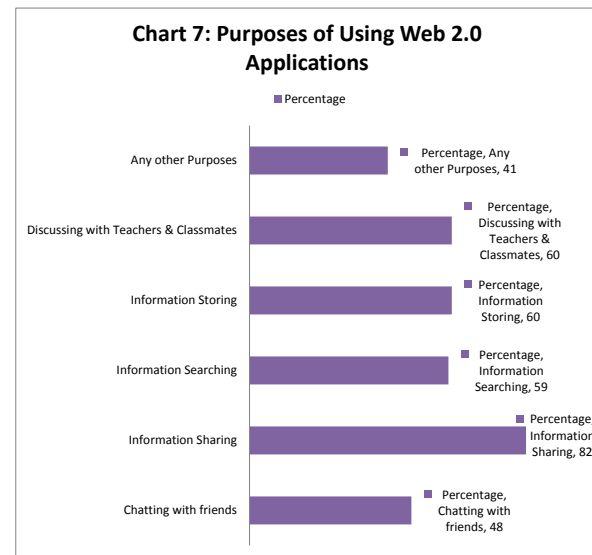 Chart 7: Purposes of Using Web 2.0
Applications
Percentage
Any other Purposes
Percentage, Any
other Purposes, 41
Discussing with Teachers & Classmates
Percentage,
Discussing with
Teachers &
Classmates, 60
Information Storing
Percentage,
Information
Storing, 60
Information Searching
Percentage,
Information
Searching, 59
Information Sharing
Percentage,
Information
Sharing, 82
Chatting with friends
Percentage,
Chatting with
friends, 48